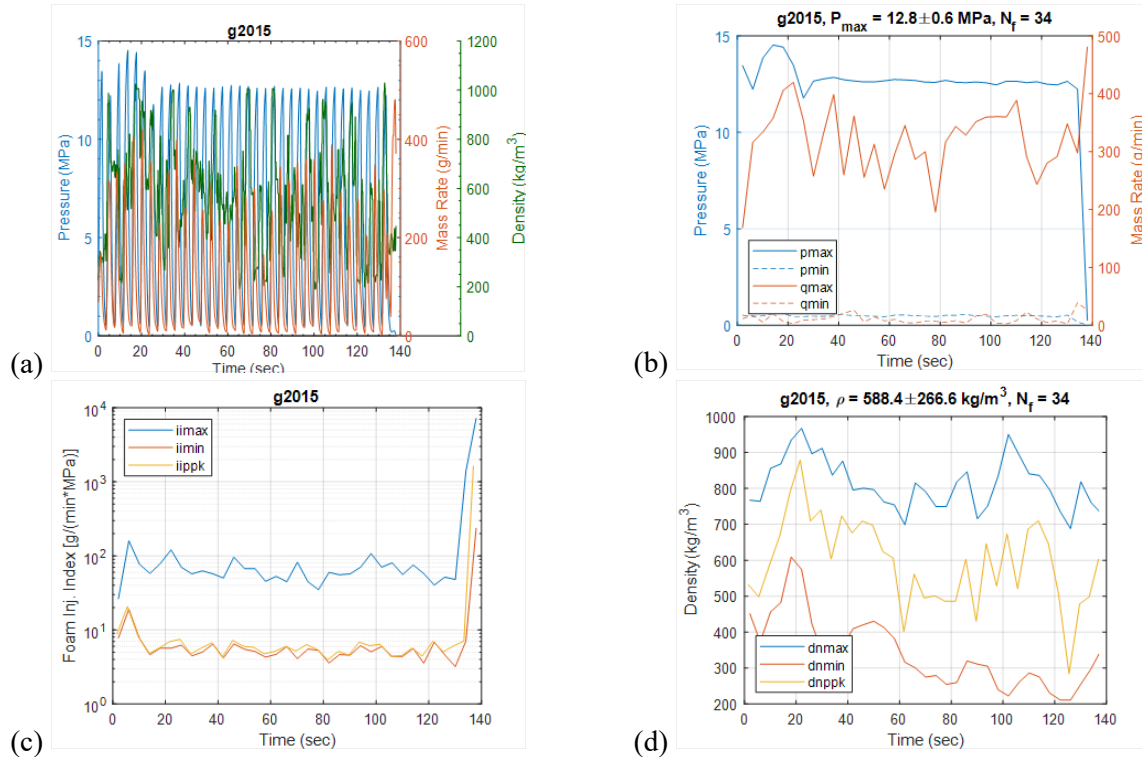 g2015
15
10
5
0
Pressure (MPa)
600
400
200
0
Mass Rate (g/min)
1200
1000
800
600
400
200
0
Density (kg/m³)
0 20 40 60 80 100 120 140
Time (sec)
(a)
g2015, Pmax = 12.8±0.6 MPa, Nf = 34
15
10
5
0
Pressure (MPa)
500
400
300
200
100
0
Mass Rate (g/min)
pmax
pmin
qmax
qmin
0 20 40 60 80 100 120 140
Time (sec)
(b)
g2015
10⁴
10³
10²
10¹
10⁰
Foam Inj. Index [g/(min*MPa)]
iimax
iimin
iippk
0 20 40 60 80 100 120 140
Time (sec)
(c)
g2015, ρ = 588.4±266.6 kg/m³, Nf = 34
1000
900
800
700
600
500
400
300
200
Density (kg/m³)
dnmax
dnmin
dnppk
0 20 40 60 80 100 120 140
Time (sec)
(d)